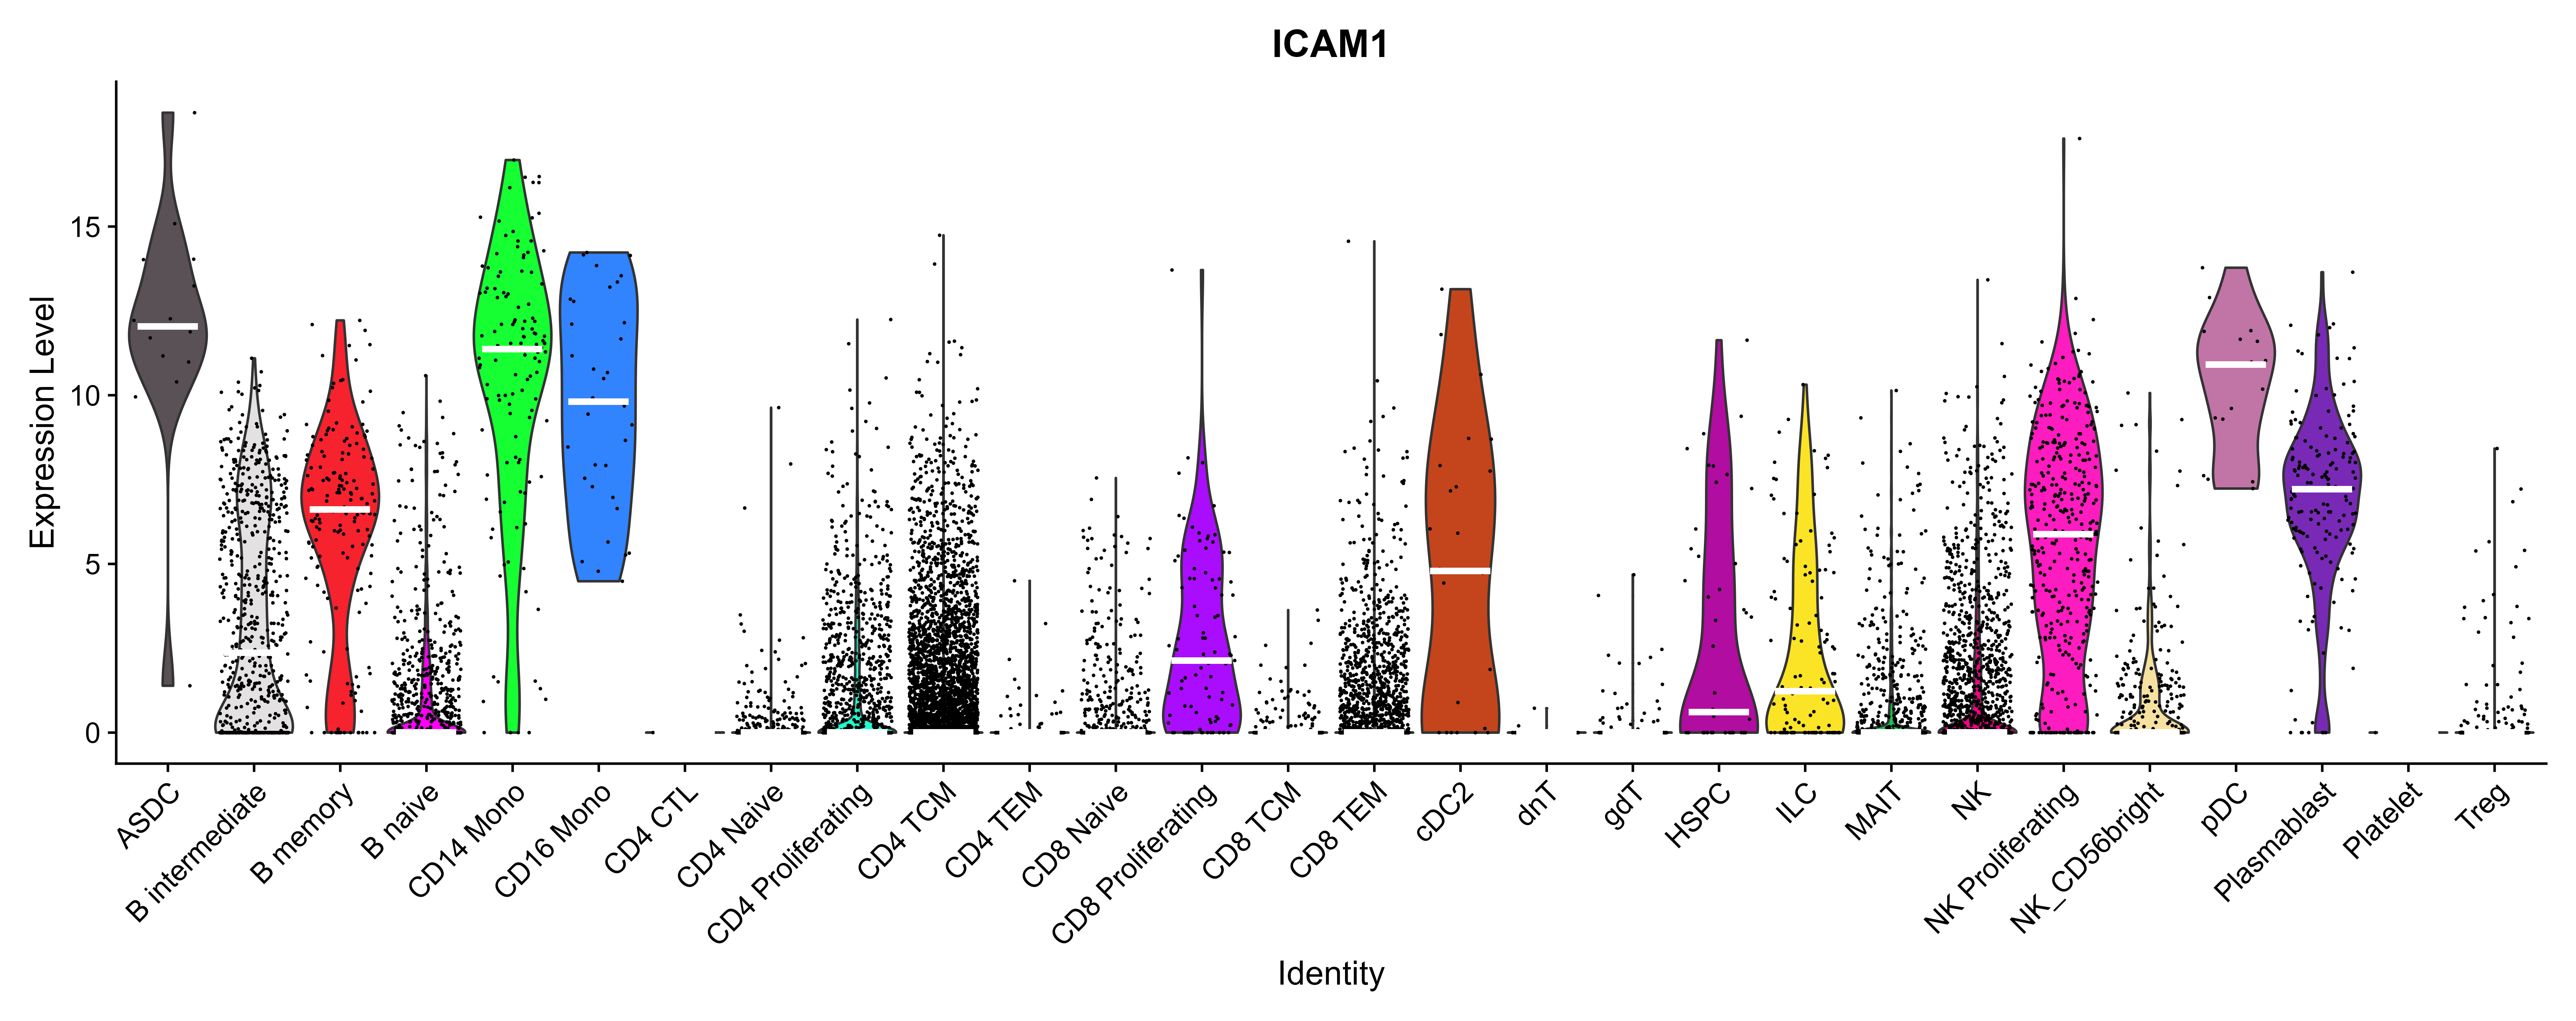 ICAM1
Expression Level
15
10
5
0
ASDC
B intermediate
B memory
B naive
CD14 Mono
CD16 Mono
CD4 CTL
CD4 Naive
CD4 Proliferating
CD4 TCM
CD4 TEM
CD8 Naive
CD8 Proliferating
CD8 TCM
CD8 TEM
cDC2
dnT
gdT
HSPC
ILC
MAIT
NK
NK Proliferating
NK_CD56bright
pDC
Plasmablast
Platelet
Treg
Identity